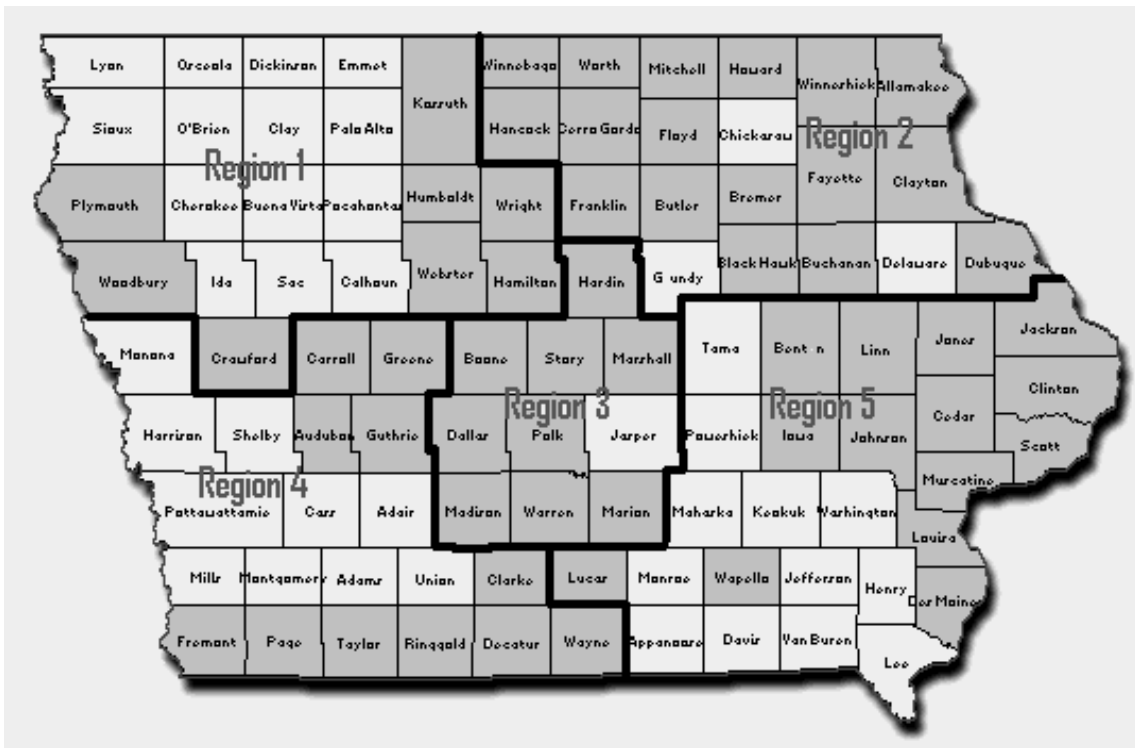 Lyon Osceola Dickinson Emmet Kossuth Winnebago Worth Mitchell Howard Winneshiek Allamakee
Sioux O'Brien Clay Palo Alto Hancock Cerro Gordo Floyd Chickasaw
Region 1
Region 2
Plymouth Cherokee Buena Vista Pocahontas Humboldt Wright Franklin Butler Bremer Fayette Clayton
Woodbury Ida Sac Calhoun Webster Hamilton Hardin G undy Black Hawk Buchanan Delaware Dubuque
Monona Crawford Carroll Greene Boone Story Marshall Tama Bent n Linn Jones Jackson
Clinton
Region 3
Region 5
Harrison Shelby Audubon Guthrie Dallas Polk Jasper Poweshiek Iowa Johnson Cedar Scott
Region 4
Muscatine
Pottawattamie Cass Adair Madison Warren Marion Mahaska Keokuk Washington
Louisa
Mills Montgomery Adams Union Clarke Lucas Monroe Wapello Jefferson Henry Des Moines
Fremont Page Taylor Ringgold Decatur Wayne Appanoose Davis Van Buren Lee